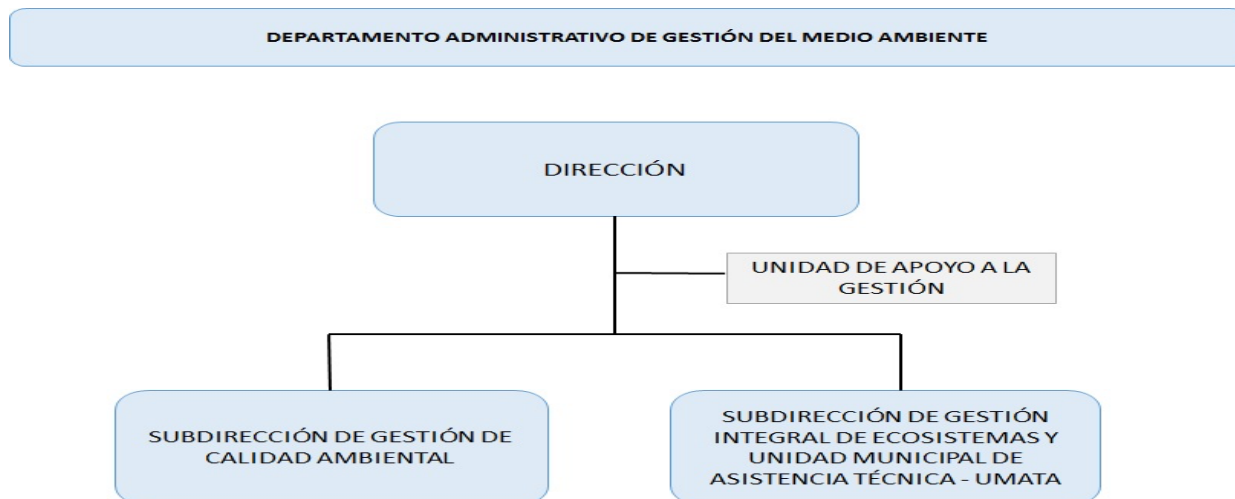 DEPARTAMENTO ADMINISTRATIVO DE GESTIÓN DEL MEDIO AMBIENTE
DIRECCIÓN
UNIDAD DE APOYO A LA
GESTIÓN
SUBDIRECCIÓN DE GESTIÓN DE
CALIDAD AMBIENTAL
SUBDIRECCIÓN DE GESTIÓN
INTEGRAL DE ECOSISTEMAS Y
UNIDAD MUNICIPAL DE
ASISTENCIA TÉCNICA - UMATA